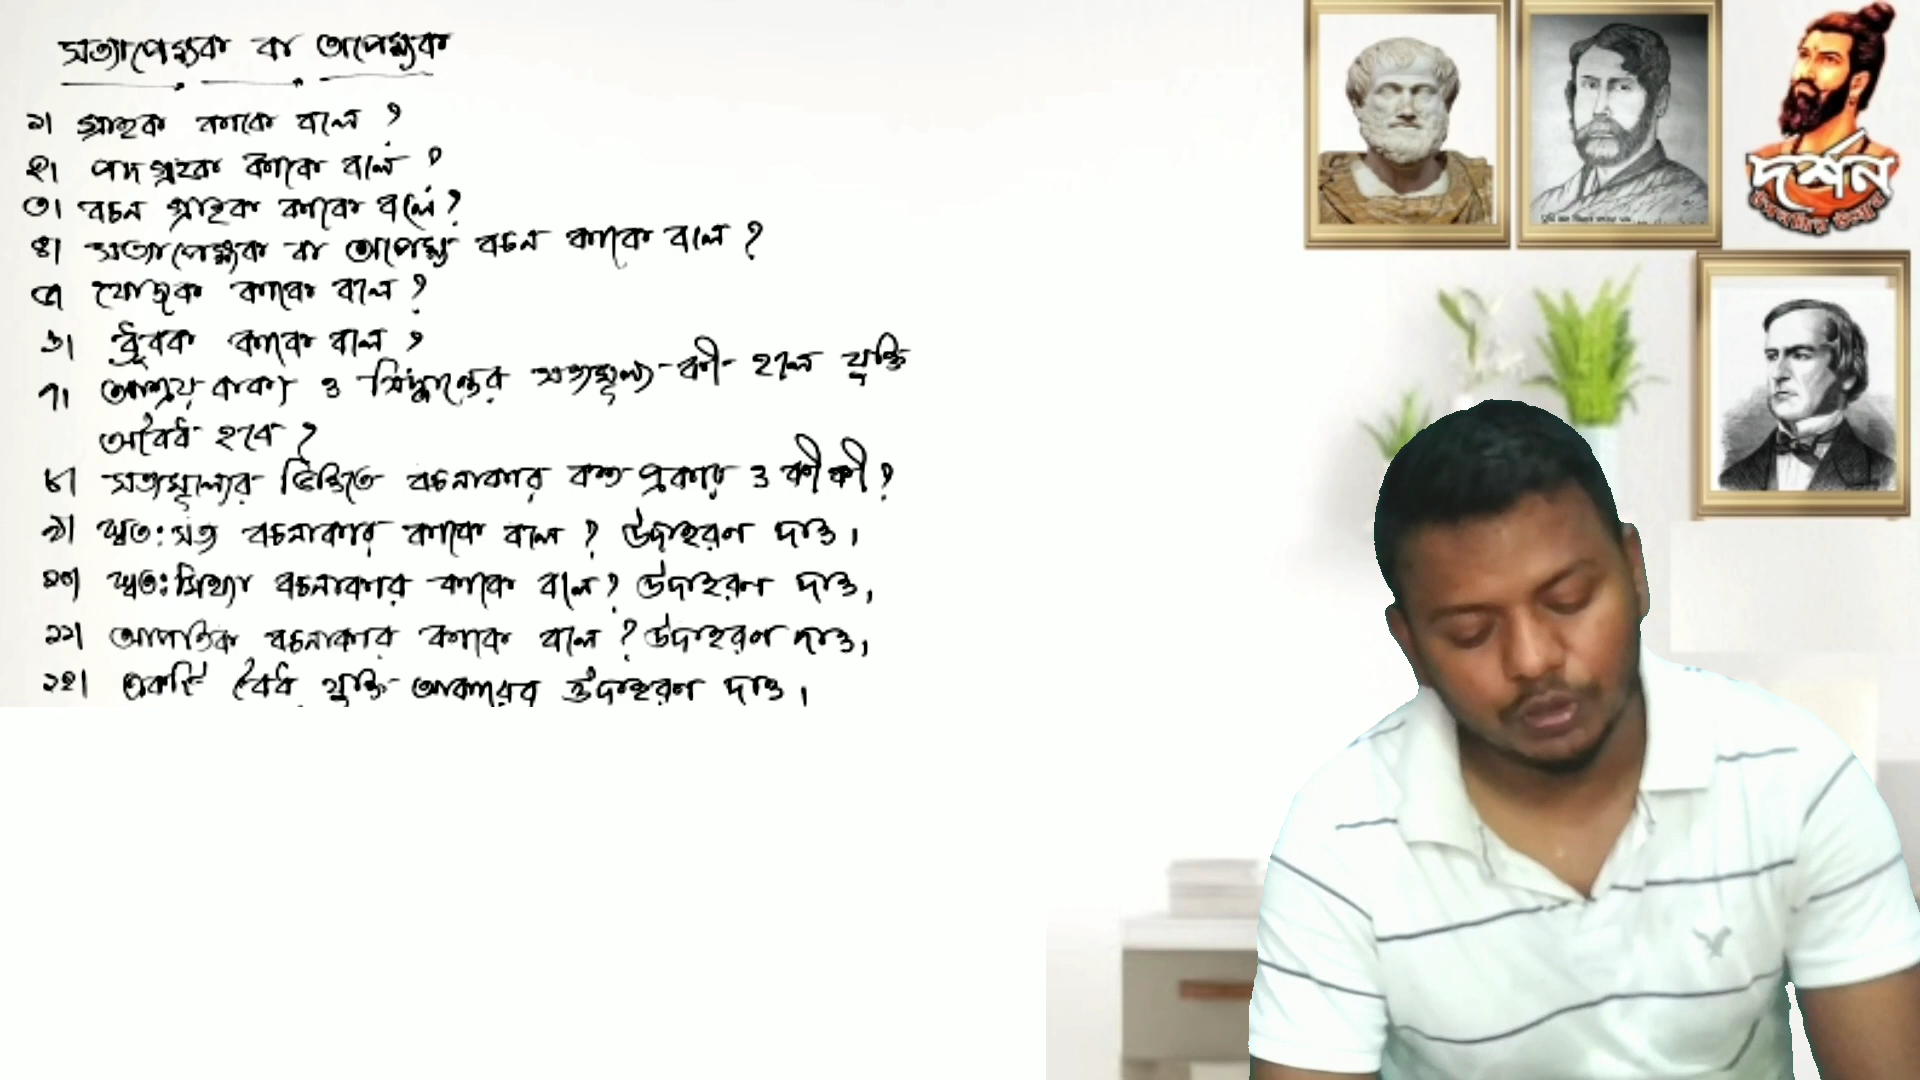 সত্যাপেক্ষক বা অপেক্ষক
১। গ্রাহক কাকে বলে ?
২। পদ গ্রাহক কাকে বলে ?
৩। বচন গ্রাহক কাকে বলে ?
৪। সত্যাপেক্ষক বা অপেক্ষ বচন কাকে বলে ?
৫। যোজক কাকে বলে ?
৬। ধ্রুবক কাকে বলে ?
৭। আশ্রয় বাক্য ও সিদ্ধান্তের সত্যমূল্য কী হলে যুক্তি
অবৈধ হবে ?
৮। সত্যমূল্যের ভিত্তিতে বচনাকার কত প্রকার ও কী কী ?
৯। স্বতঃসত্য বচনাকার কাকে বলে ? উদাহরণ দাও।
১০। স্বতঃমিথ্যা বচনাকার কাকে বলে ? উদাহরণ দাও।
১১। আপতিক বচনাকার কাকে বলে ? উদাহরণ দাও।
১২। একটি বৈধ যুক্তি আকারের উদাহরণ দাও।
দর্শন